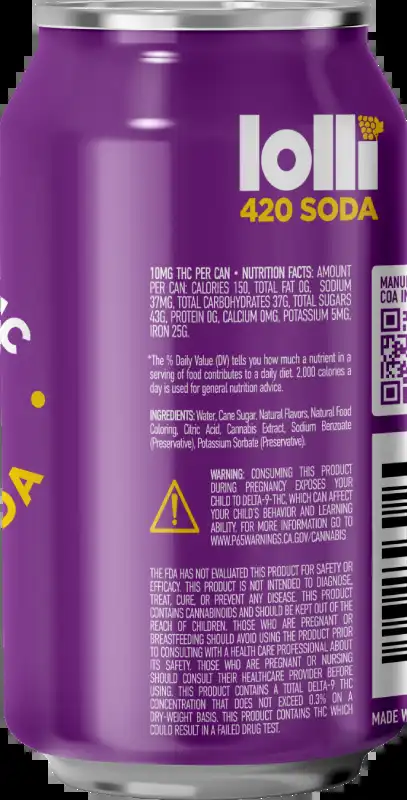 lolli
420 SODA
10MG THC PER CAN • NUTRITION FACTS: AMOUNT
PER CAN: CALORIES 150, TOTAL FAT 0G, SODIUM
37MG, TOTAL CARBOHYDRATES 37G, TOTAL SUGARS
43G, PROTEIN 0G, CALCIUM 0MG, POTASSIUM 5MG,
IRON 25G.
*The % Daily Value (DV) tells you how much a nutrient in a
serving of food contributes to a daily diet. 2,000 calories a
day is used for general nutrition advice.
INGREDIENTS: Water, Cane Sugar, Natural Flavors, Natural Food
Coloring, Citric Acid, Cannabis Extract, Sodium Benzoate
(Preservative), Potassium Sorbate (Preservative).
WARNING: CONSUMING THIS PRODUCT
DURING PREGNANCY EXPOSES YOUR
CHILD TO DELTA-9-THC, WHICH CAN AFFECT
YOUR CHILD'S BEHAVIOR AND LEARNING
ABILITY. FOR MORE INFORMATION GO TO
WWW.P65WARNINGS.CA.GOV/CANNABIS
THE FDA HAS NOT EVALUATED THIS PRODUCT FOR SAFETY OR
EFFICACY. THIS PRODUCT IS NOT INTENDED TO DIAGNOSE,
TREAT, CURE, OR PREVENT ANY DISEASE. THIS PRODUCT
CONTAINS CANNABINOIDS AND SHOULD BE KEPT OUT OF THE
REACH OF CHILDREN. THOSE WHO ARE PREGNANT OR
BREASTFEEDING SHOULD AVOID USING THE PRODUCT PRIOR
TO CONSULTING WITH A HEALTH CARE PROFESSIONAL ABOUT
ITS SAFETY. THOSE WHO ARE PREGNANT OR NURSING
SHOULD CONSULT THEIR HEALTHCARE PROVIDER BEFORE
USING. THIS PRODUCT CONTAINS A TOTAL DELTA-9 THC
CONCENTRATION THAT DOES NOT EXCEED 0.3% ON A
DRY-WEIGHT BASIS. THIS PRODUCT CONTAINS THC WHICH
COULD RESULT IN A FAILED DRUG TEST.
MANU
COA IN
MADE W
DA